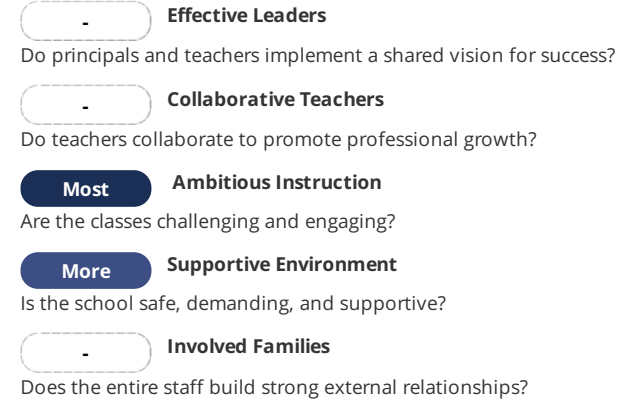 - Effective Leaders
Do principals and teachers implement a shared vision for success?
- Collaborative Teachers
Do teachers collaborate to promote professional growth?
Most Ambitious Instruction
Are the classes challenging and engaging?
More Supportive Environment
Is the school safe, demanding, and supportive?
- Involved Families
Does the entire staff build strong external relationships?